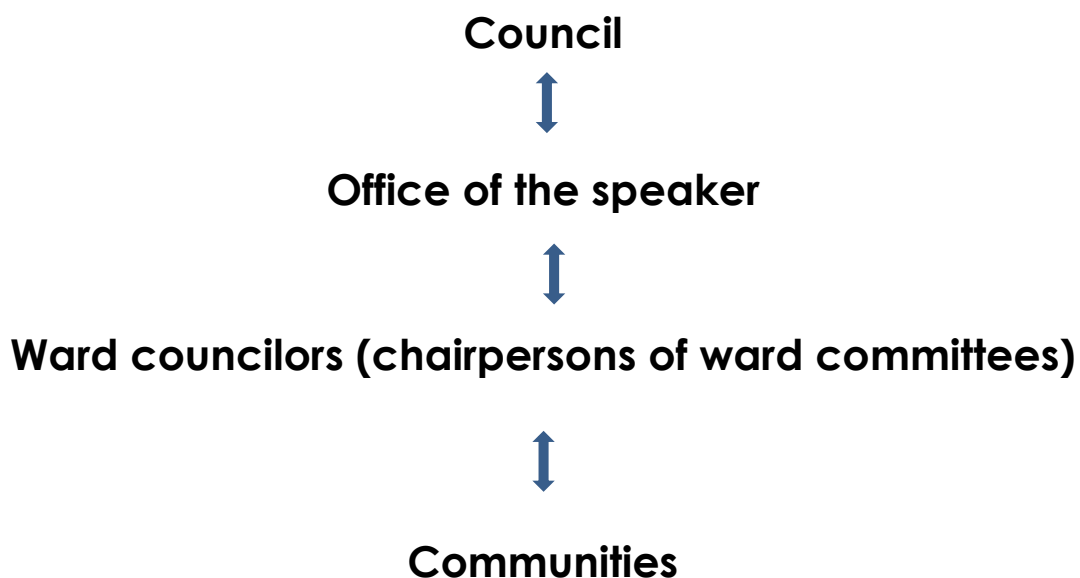 Council
Office of the speaker
Ward councilors (chairpersons of ward committees)
Communities